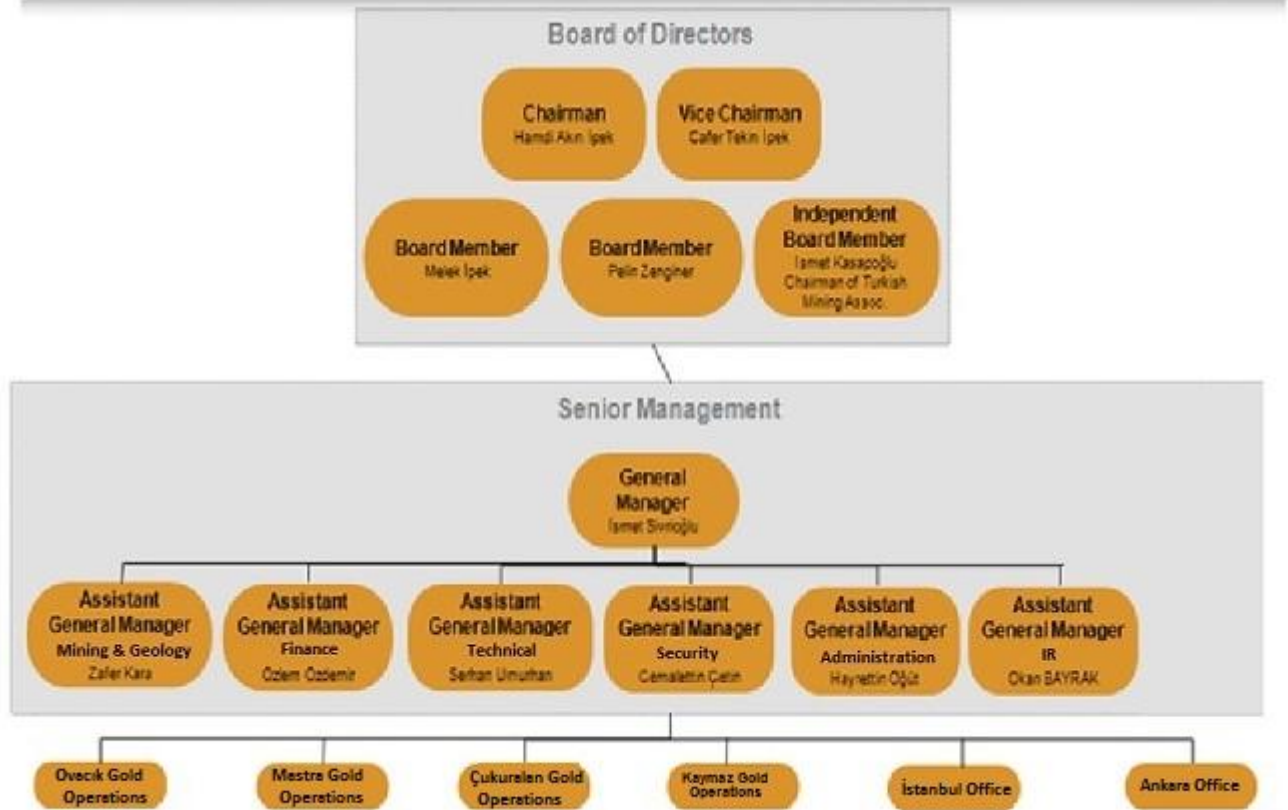 Board of Directors
Chairman
Hamdi Akın İpek
Vice Chairman
Cafer Tekin İpek
Board Member
Melek İpek
Board Member
Pelin Zenginer
Independent
Board Member
İsmet Kasapoğlu
Chairman of Turkish
Mining Assoc.
Senior Management
General
Manager
İsmet Sivrioğlu
Assistant
General Manager
Mining & Geology
Zafer Kara
Assistant
General Manager
Finance
Özlem Özdemir
Assistant
General Manager
Technical
Serhan Umurhan
Assistant
General Manager
Security
Cemalettin Çetin
Assistant
General Manager
Administration
Hayrettin Öğüt
Assistant
General Manager
IR
Okan BAYRAK
Ovacık Gold
Operations
Mastra Gold
Operations
Çukuralan Gold
Operations
Kaymaz Gold
Operations
İstanbul Office
Ankara Office